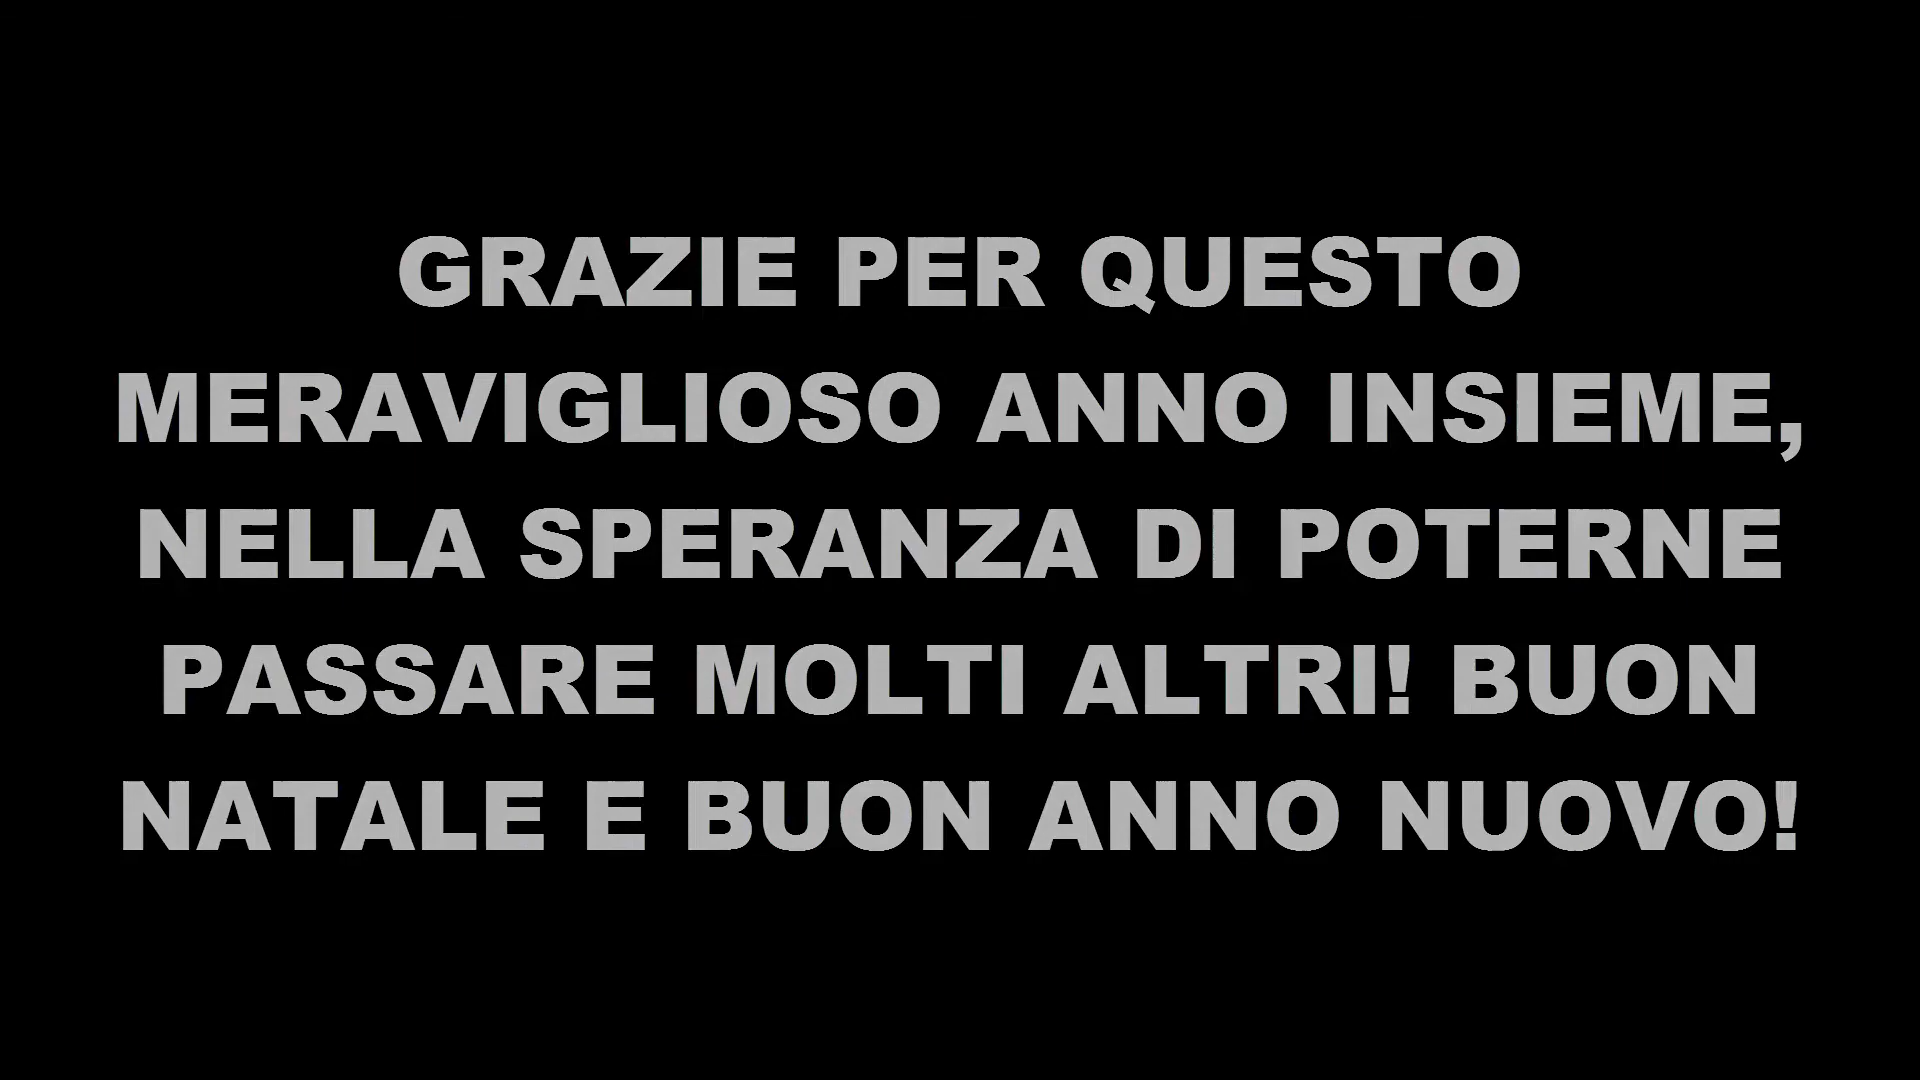 GRAZIE PER QUESTO
MERAVIGLIOSO ANNO INSIEME,
NELLA SPERANZA DI POTERNE
PASSARE MOLTI ALTRI! BUON
NATALE E BUON ANNO NUOVO!